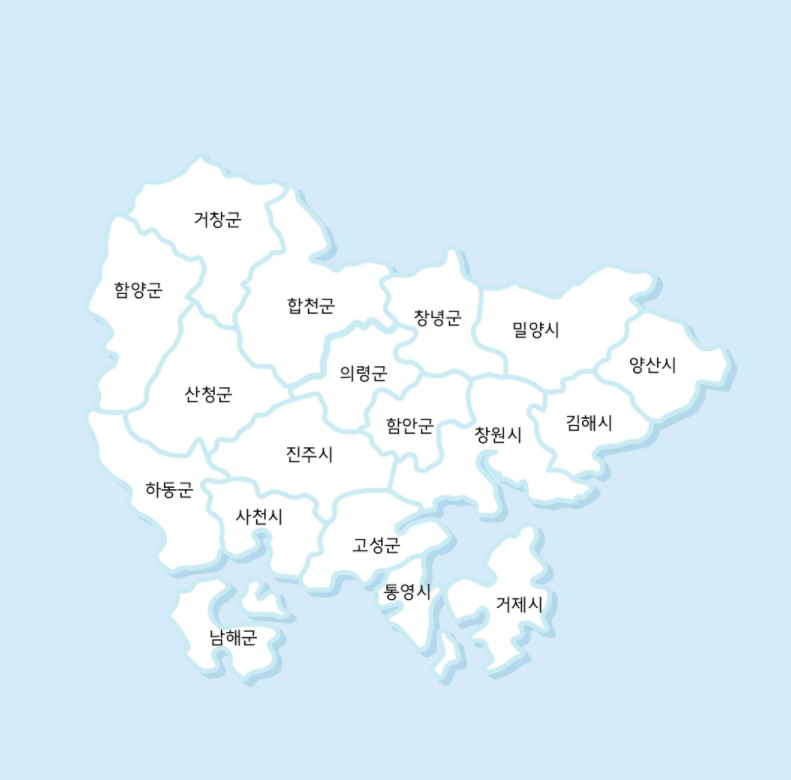 거창군
함양군
합천군
창녕군
밀양시
양산시
의령군
산청군
함안군
김해시
창원시
진주시
하동군
사천시
고성군
통영시
거제시
남해군